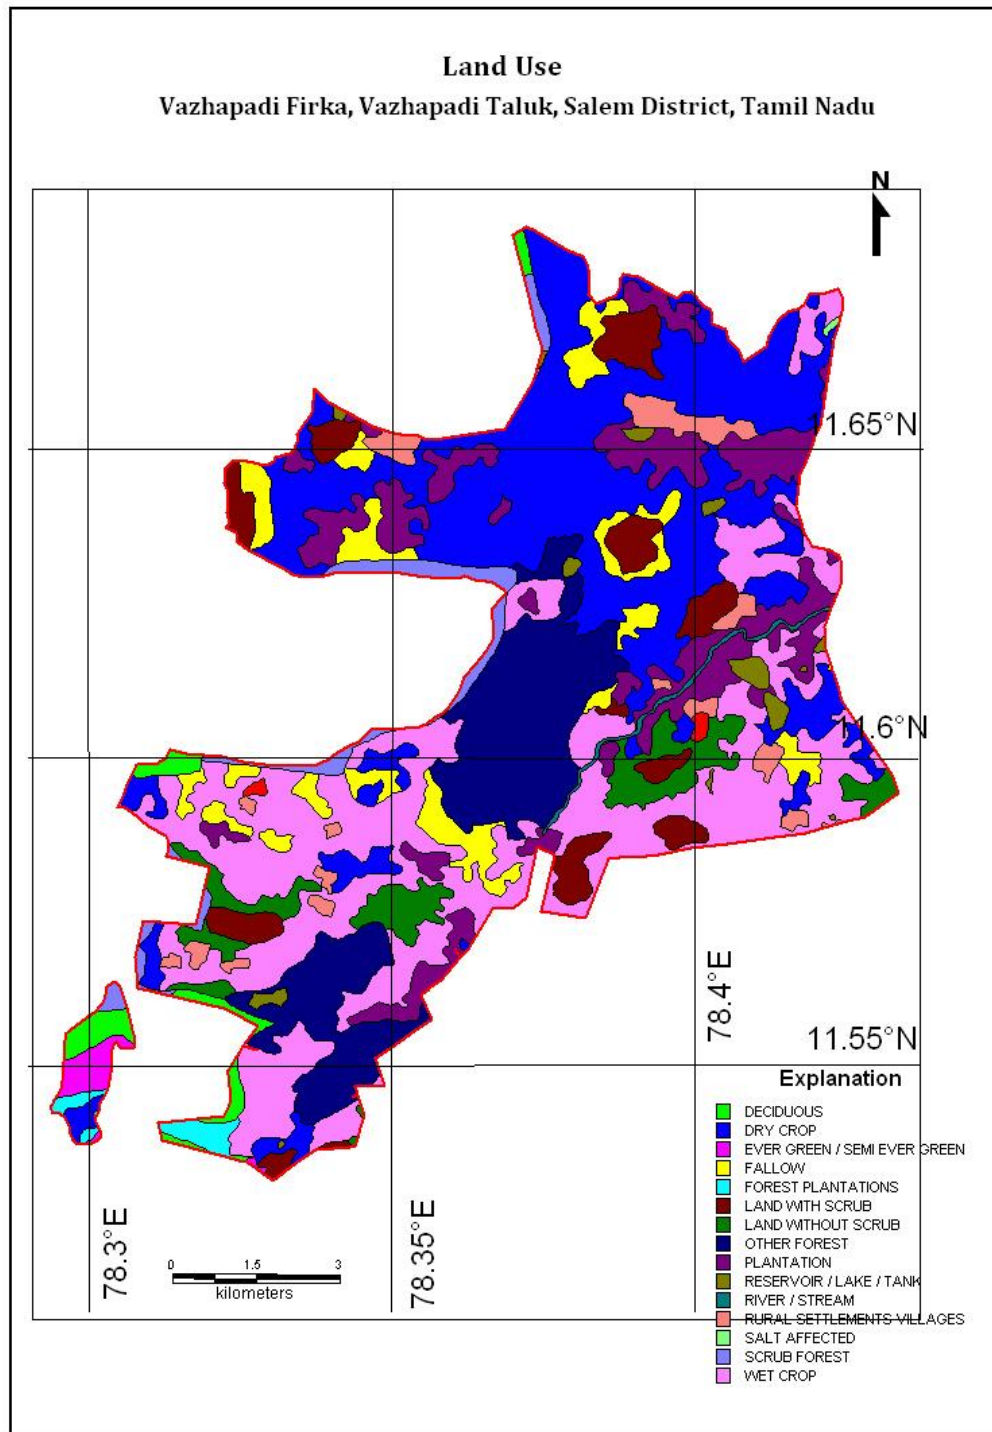 Land Use
Vazhapadi Firka, Vazhapadi Taluk, Salem District, Tamil Nadu
N
11.65°N
11.6°N
78.4°E
11.55°N
Explanation
DECIDUOUS
DRY CROP
EVER GREEN / SEMI EVER GREEN
FALLOW
FOREST PLANTATIONS
LAND WITH SCRUB
LAND WITHOUT SCRUB
OTHER FOREST
PLANTATION
RESERVOIR / LAKE / TANK
RIVER / STREAM
RURAL SETTLEMENTS VILLAGES
SALT AFFECTED
SCRUB FOREST
WET CROP
78.3°E
78.35°E
0 1.5 3
kilometers